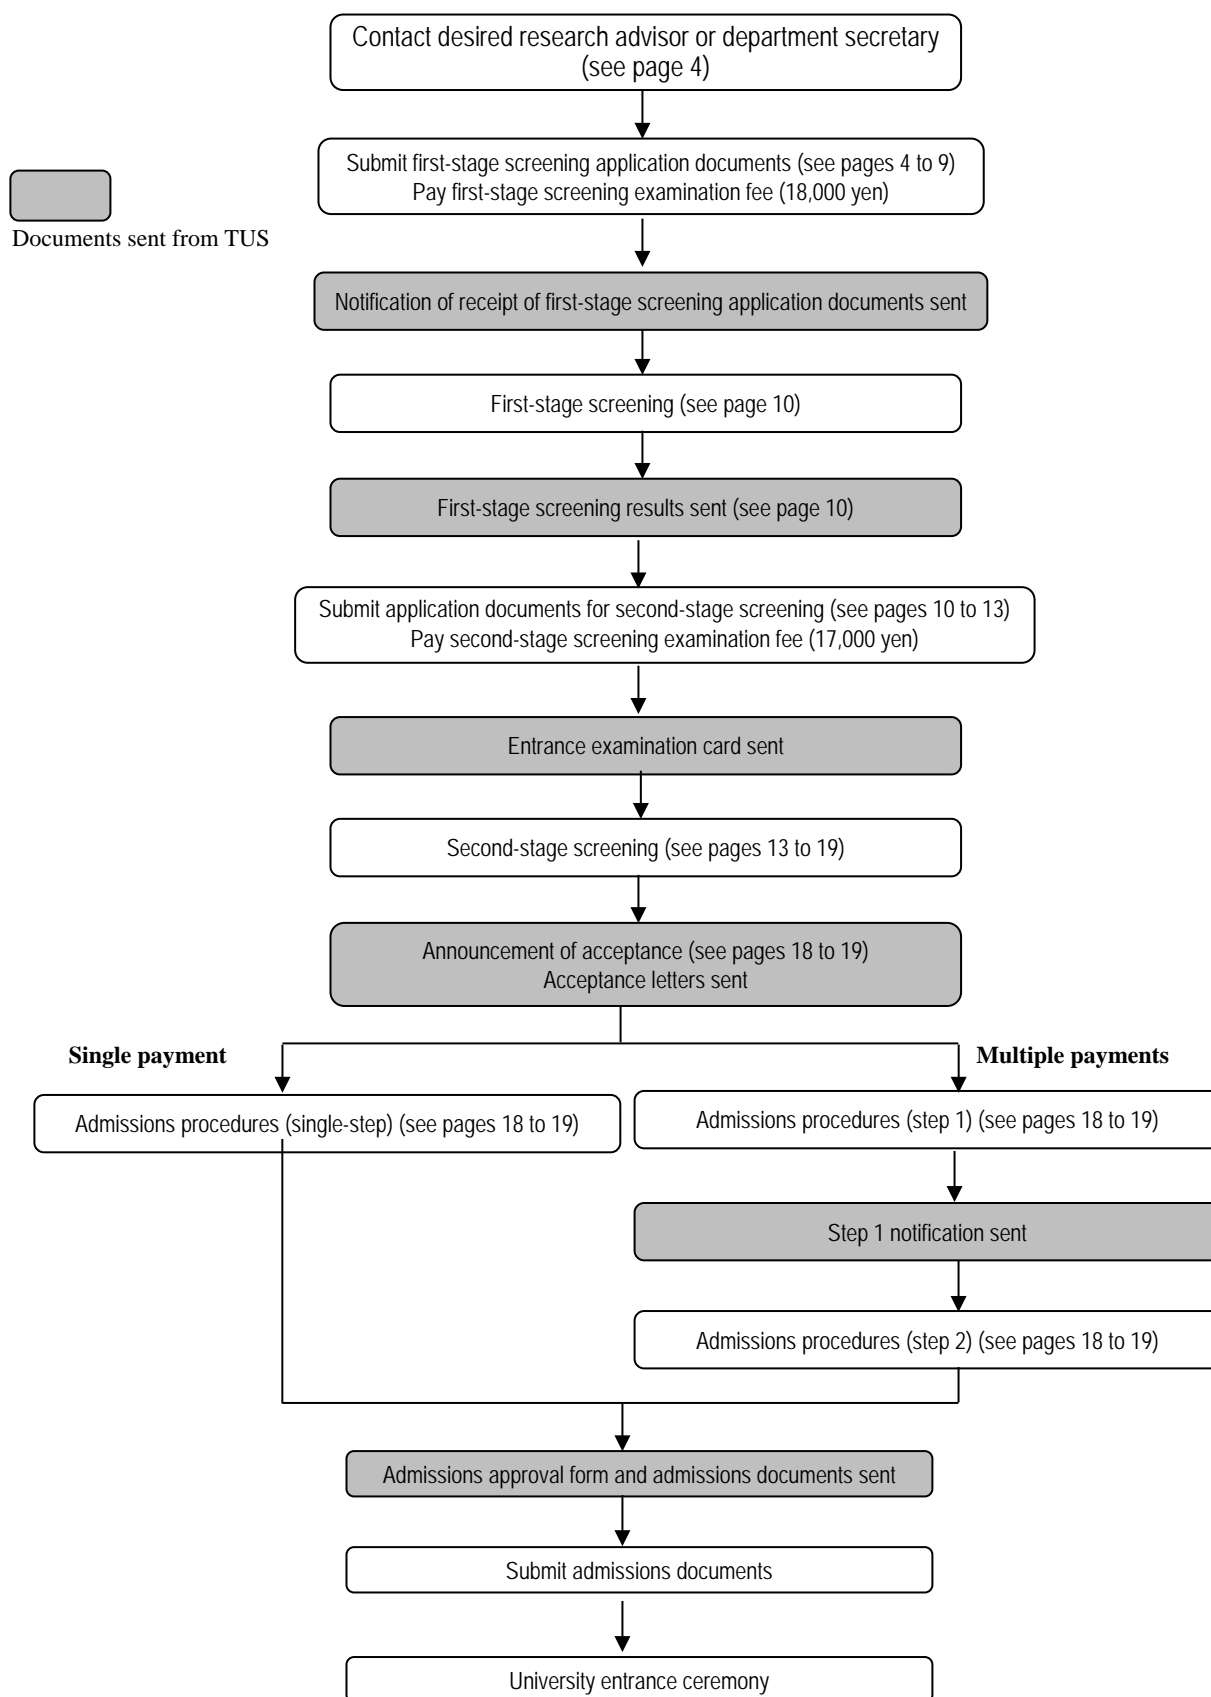 Contact desired research advisor or department secretary
(see page 4)
Submit first-stage screening application documents (see pages 4 to 9)
Pay first-stage screening examination fee (18,000 yen)
Documents sent from TUS
Notification of receipt of first-stage screening application documents sent
First-stage screening (see page 10)
First-stage screening results sent (see page 10)
Submit application documents for second-stage screening (see pages 10 to 13)
Pay second-stage screening examination fee (17,000 yen)
Entrance examination card sent
Second-stage screening (see pages 13 to 19)
Announcement of acceptance (see pages 18 to 19)
Acceptance letters sent
Single payment
Multiple payments
Admissions procedures (single-step) (see pages 18 to 19)
Admissions procedures (step 1) (see pages 18 to 19)
Step 1 notification sent
Admissions procedures (step 2) (see pages 18 to 19)
Admissions approval form and admissions documents sent
Submit admissions documents
University entrance ceremony